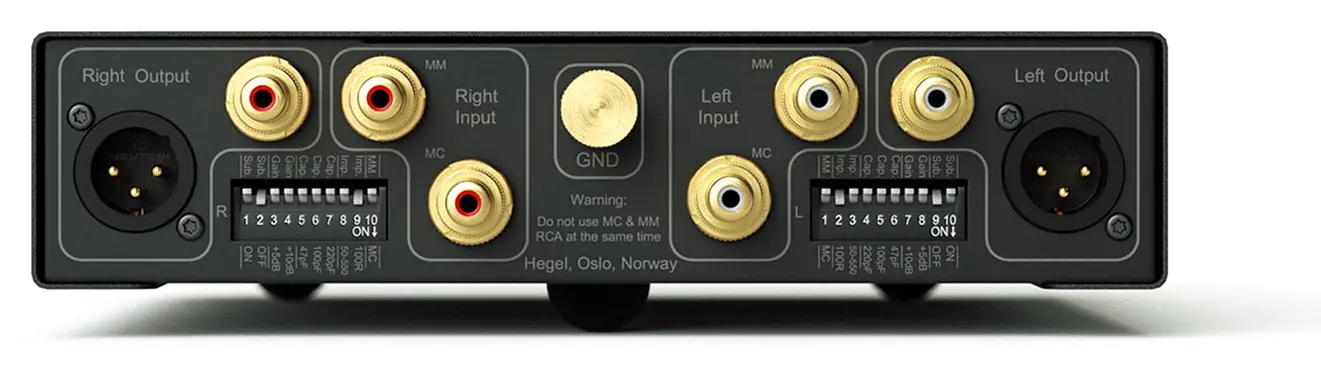 Right Output
MM
Right
Input
MC
Sub. Sub. Gain Gain Cap. Cap. Cap. Imp. Imp. MM
R
1 2 3 4 5 6 7 8 9 10
ON↓
ON OFF +5dB +10dB 47pF 100pF 220pF 50-550 100R MC
GND
Warning:
Do not use MC & MM
RCA at the same time
Hegel, Oslo, Norway
MM
Left
Input
MC
MM Imp. Imp. Cap. Cap. Cap. Gain Gain Sub. Sub.
L
1 2 3 4 5 6 7 8 9 10
ON↓
MC 100R 50-550 220pF 100pF 47pF +10dB +5dB OFF ON
Left Output